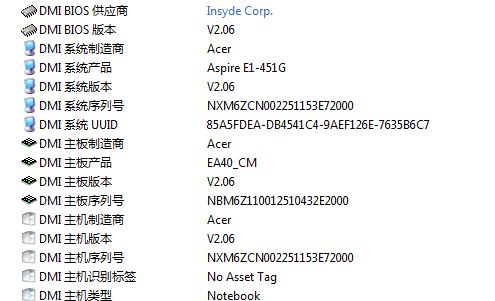 DMI BIOS 供应商 Insyde Corp.
DMI BIOS 版本 V2.06
DMI 系统制造商 Acer
DMI 系统产品 Aspire E1-451G
DMI 系统版本 V2.06
DMI 系统序列号 NXM6ZCN002251153E72000
DMI 系统 UUID 85A5FDEA-DB4541C4-9AEF126E-7635B6C7
DMI 主板制造商 Acer
DMI 主板产品 EA40_CM
DMI 主板版本 V2.06
DMI 主板序列号 NBM6Z110012510432E2000
DMI 主机制造商 Acer
DMI 主机版本 V2.06
DMI 主机序列号 NXM6ZCN002251153E72000
DMI 主机识别标签 No Asset Tag
DMI 主机类型 Notebook